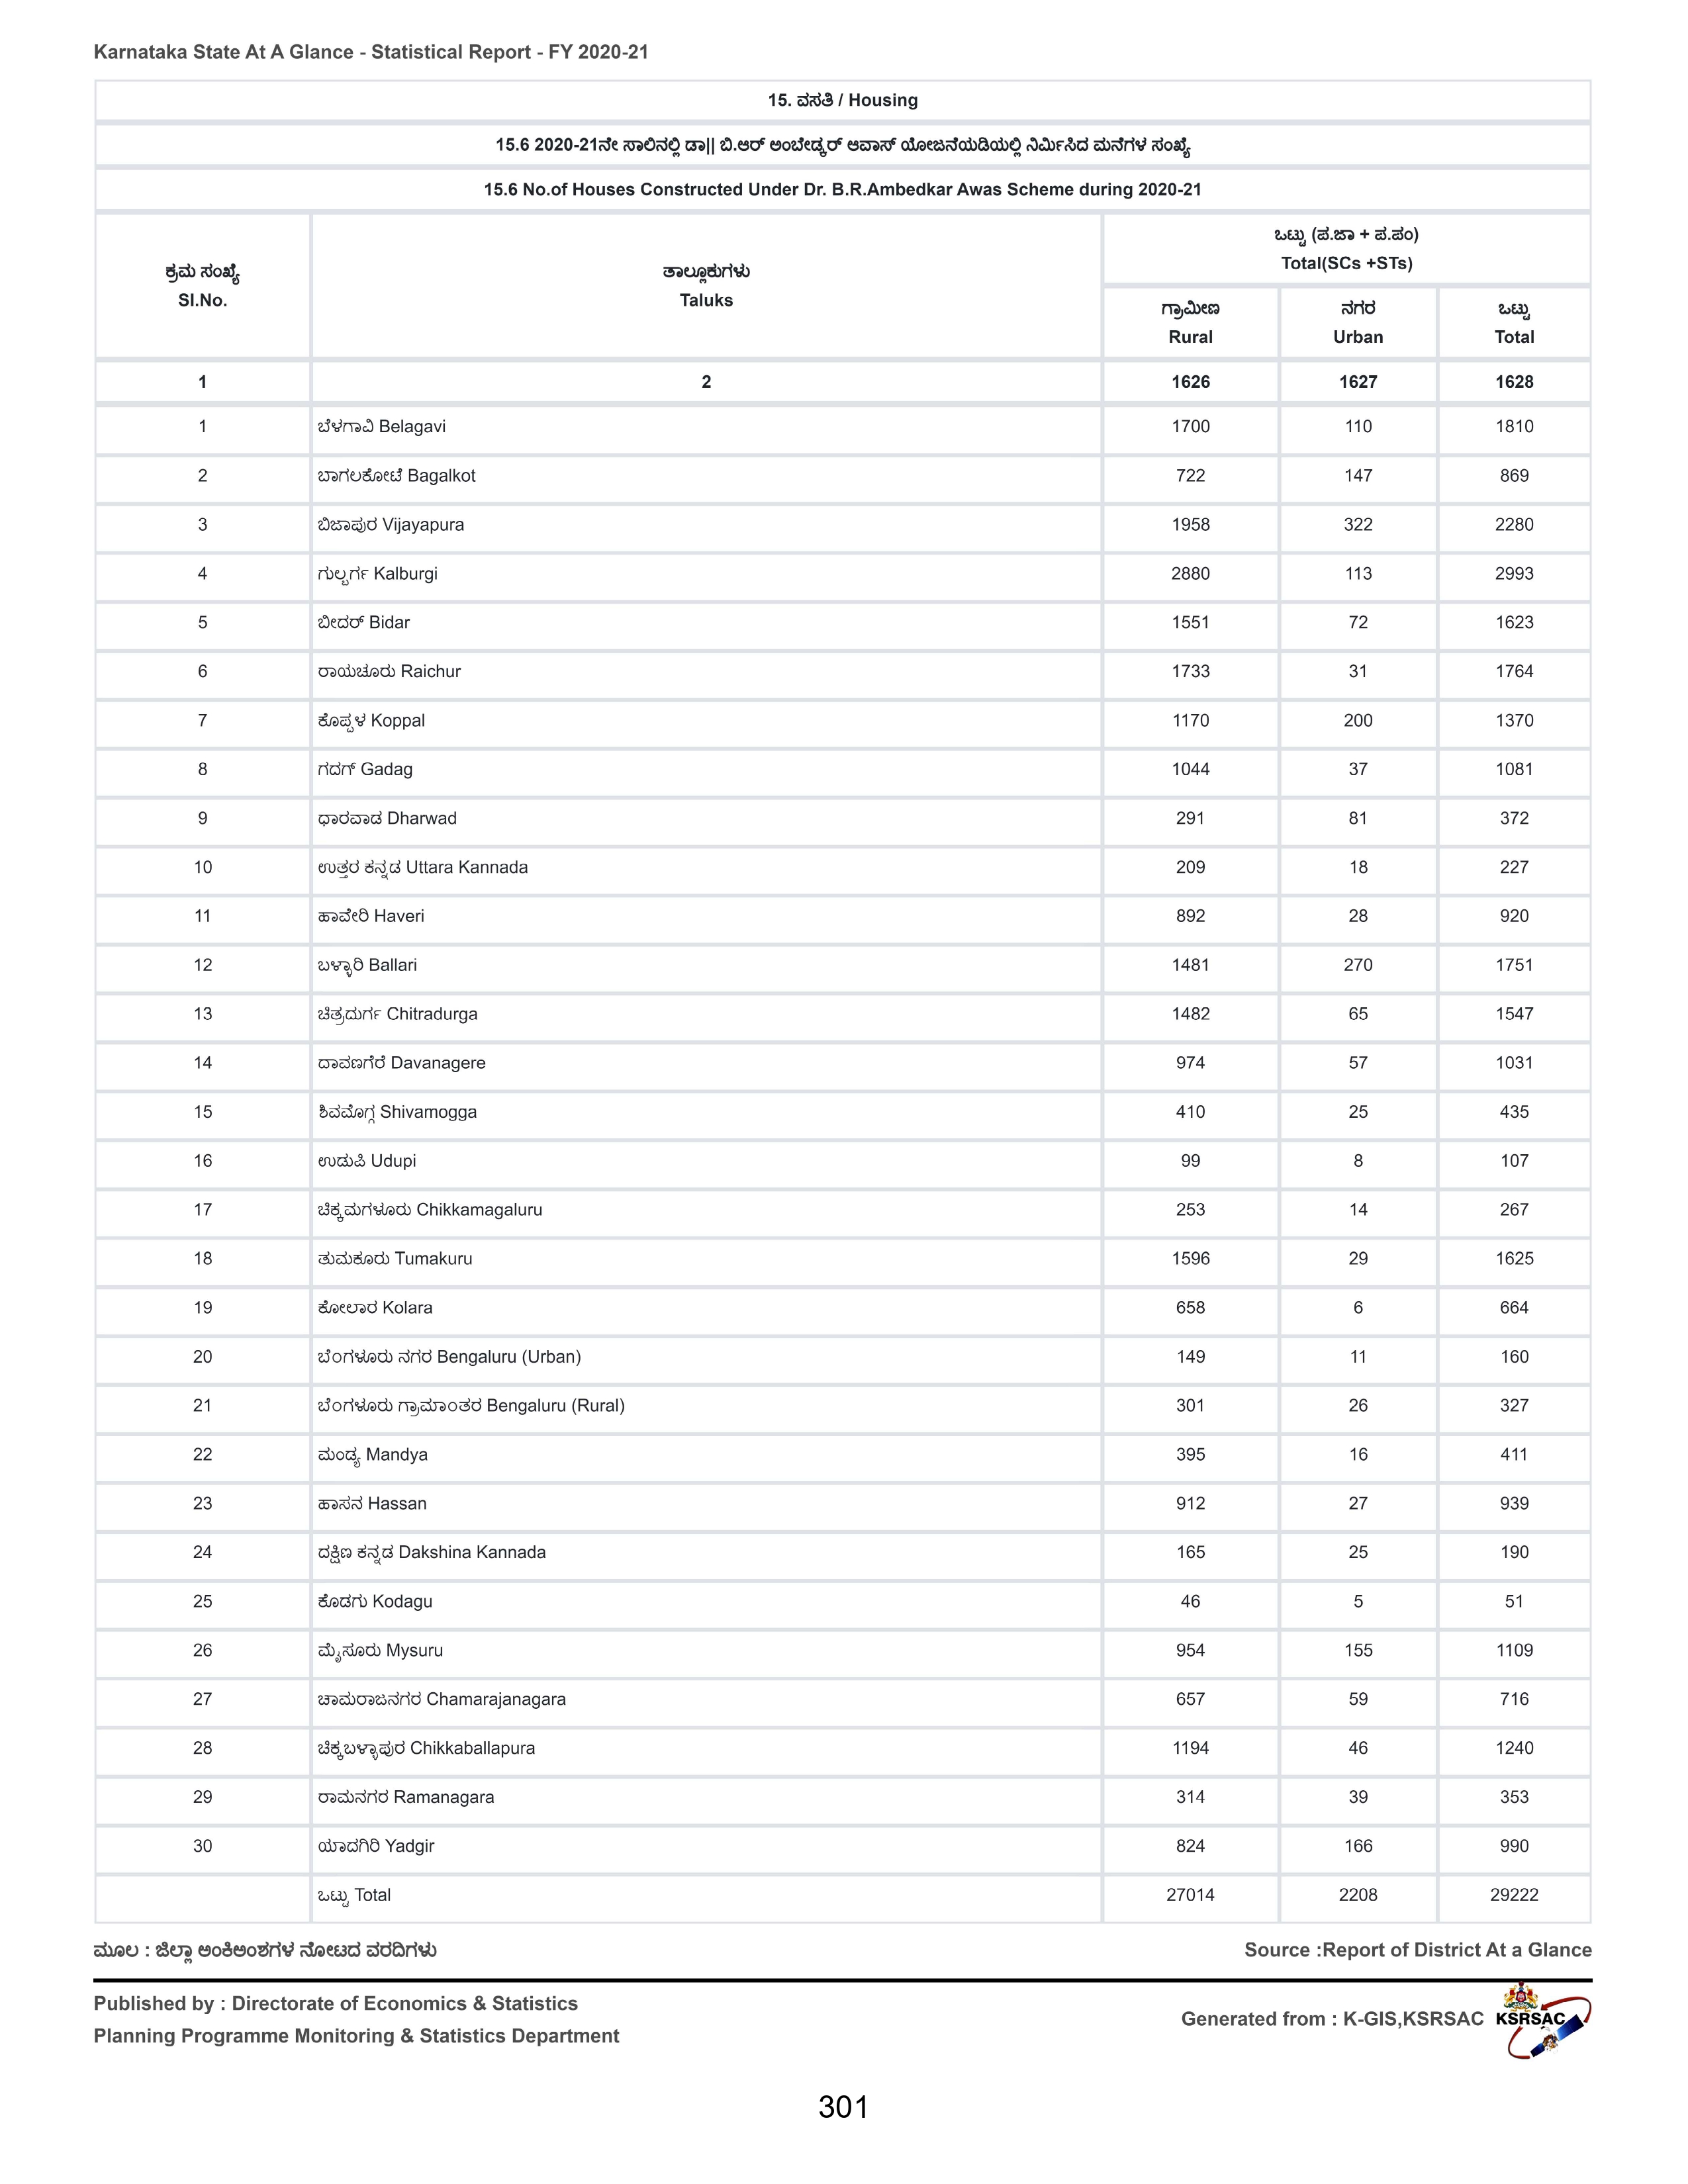 Karnataka State At A Glance - Statistical Report - FY 2020-21
15. ವಸತಿ / Housing
15.6 2020-21ನೇ ಸಾಲಿನಲ್ಲಿ ಡಾ|| ಬಿ.ಆರ್ ಅಂಬೇಡ್ಕರ್ ಆವಾಸ್ ಯೋಜನೆಯಡಿಯಲ್ಲಿ ನಿರ್ಮಿಸಿದ ಮನೆಗಳ ಸಂಖ್ಯೆ
15.6 No.of Houses Constructed Under Dr. B.R.Ambedkar Awas Scheme during 2020-21
ಕ್ರಮ ಸಂಖ್ಯೆ
Sl.No.
ತಾಲ್ಲೂಕುಗಳು
Taluks
ಒಟ್ಟು (ಪ.ಜಾ + ಪ.ಪಂ)
Total(SCs +STs)
ಗ್ರಾಮೀಣ
Rural
ನಗರ
Urban
ಒಟ್ಟು
Total
1 2 1626 1627 1628
1 ಬೆಳಗಾವಿ Belagavi 1700 110 1810
2 ಬಾಗಲಕೋಟೆ Bagalkot 722 147 869
3 ಬಿಜಾಪುರ Vijayapura 1958 322 2280
4 ಗುಲ್ಬರ್ಗ Kalburgi 2880 113 2993
5 ಬೀದರ್ Bidar 1551 72 1623
6 ರಾಯಚೂರು Raichur 1733 31 1764
7 ಕೊಪ್ಪಳ Koppal 1170 200 1370
8 ಗದಗ್ Gadag 1044 37 1081
9 ಧಾರವಾಡ Dharwad 291 81 372
10 ಉತ್ತರ ಕನ್ನಡ Uttara Kannada 209 18 227
11 ಹಾವೇರಿ Haveri 892 28 920
12 ಬಳ್ಳಾರಿ Ballari 1481 270 1751
13 ಚಿತ್ರದುರ್ಗ Chitradurga 1482 65 1547
14 ದಾವಣಗೆರೆ Davanagere 974 57 1031
15 ಶಿವಮೊಗ್ಗ Shivamogga 410 25 435
16 ಉಡುಪಿ Udupi 99 8 107
17 ಚಿಕ್ಕಮಗಳೂರು Chikkamagaluru 253 14 267
18 ತುಮಕೂರು Tumakuru 1596 29 1625
19 ಕೋಲಾರ Kolara 658 6 664
20 ಬೆಂಗಳೂರು ನಗರ Bengaluru (Urban) 149 11 160
21 ಬೆಂಗಳೂರು ಗ್ರಾಮಾಂತರ Bengaluru (Rural) 301 26 327
22 ಮಂಡ್ಯ Mandya 395 16 411
23 ಹಾಸನ Hassan 912 27 939
24 ದಕ್ಷಿಣ ಕನ್ನಡ Dakshina Kannada 165 25 190
25 ಕೊಡಗು Kodagu 46 5 51
26 ಮೈಸೂರು Mysuru 954 155 1109
27 ಚಾಮರಾಜನಗರ Chamarajanagara 657 59 716
28 ಚಿಕ್ಕಬಳ್ಳಾಪುರ Chikkaballapura 1194 46 1240
29 ರಾಮನಗರ Ramanagara 314 39 353
30 ಯಾದಗಿರಿ Yadgir 824 166 990
ಒಟ್ಟು Total 27014 2208 29222
ಮೂಲ : ಜಿಲ್ಲಾ ಅಂಕಿಅಂಶಗಳ ನೋಟದ ವರದಿಗಳು Source :Report of District At a Glance
Published by : Directorate of Economics & Statistics
Planning Programme Monitoring & Statistics Department
Generated from : K-GIS,KSRSAC KSRSAC
301